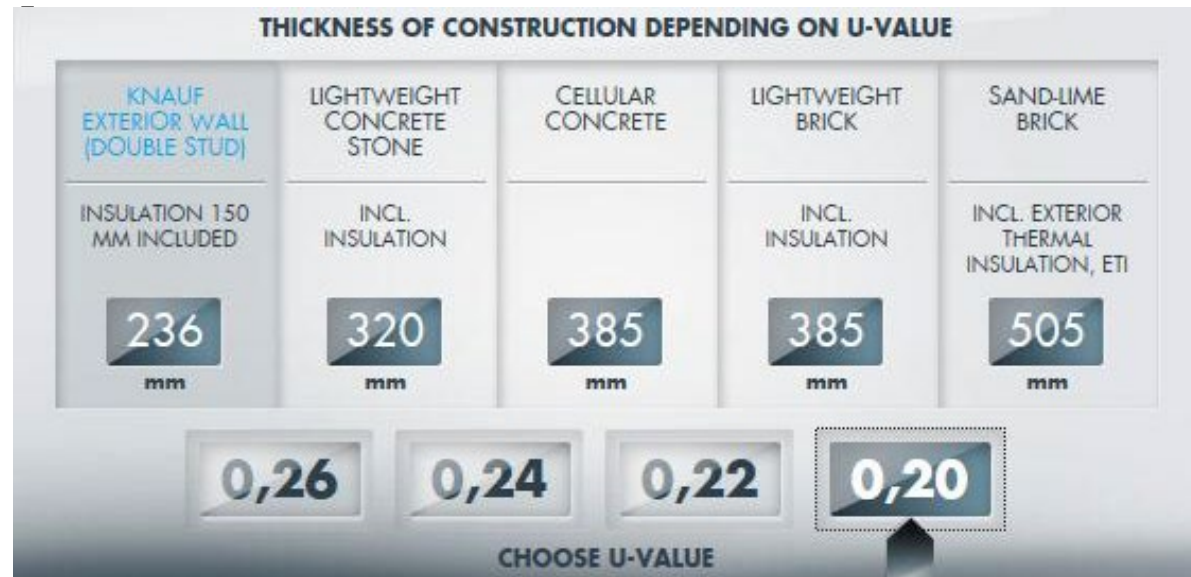 THICKNESS OF CONSTRUCTION DEPENDING ON U-VALUE
KNAUF
EXTERIOR WALL
(DOUBLE STUD)
INSULATION 150
MM INCLUDED
236
mm
LIGHTWEIGHT
CONCRETE
STONE
INCL.
INSULATION
320
mm
CELLULAR
CONCRETE
385
mm
LIGHTWEIGHT
BRICK
INCL.
INSULATION
385
mm
SAND-LIME
BRICK
INCL. EXTERIOR
THERMAL
INSULATION, ETI
505
mm
0,26
0,24
0,22
0,20
CHOOSE U-VALUE